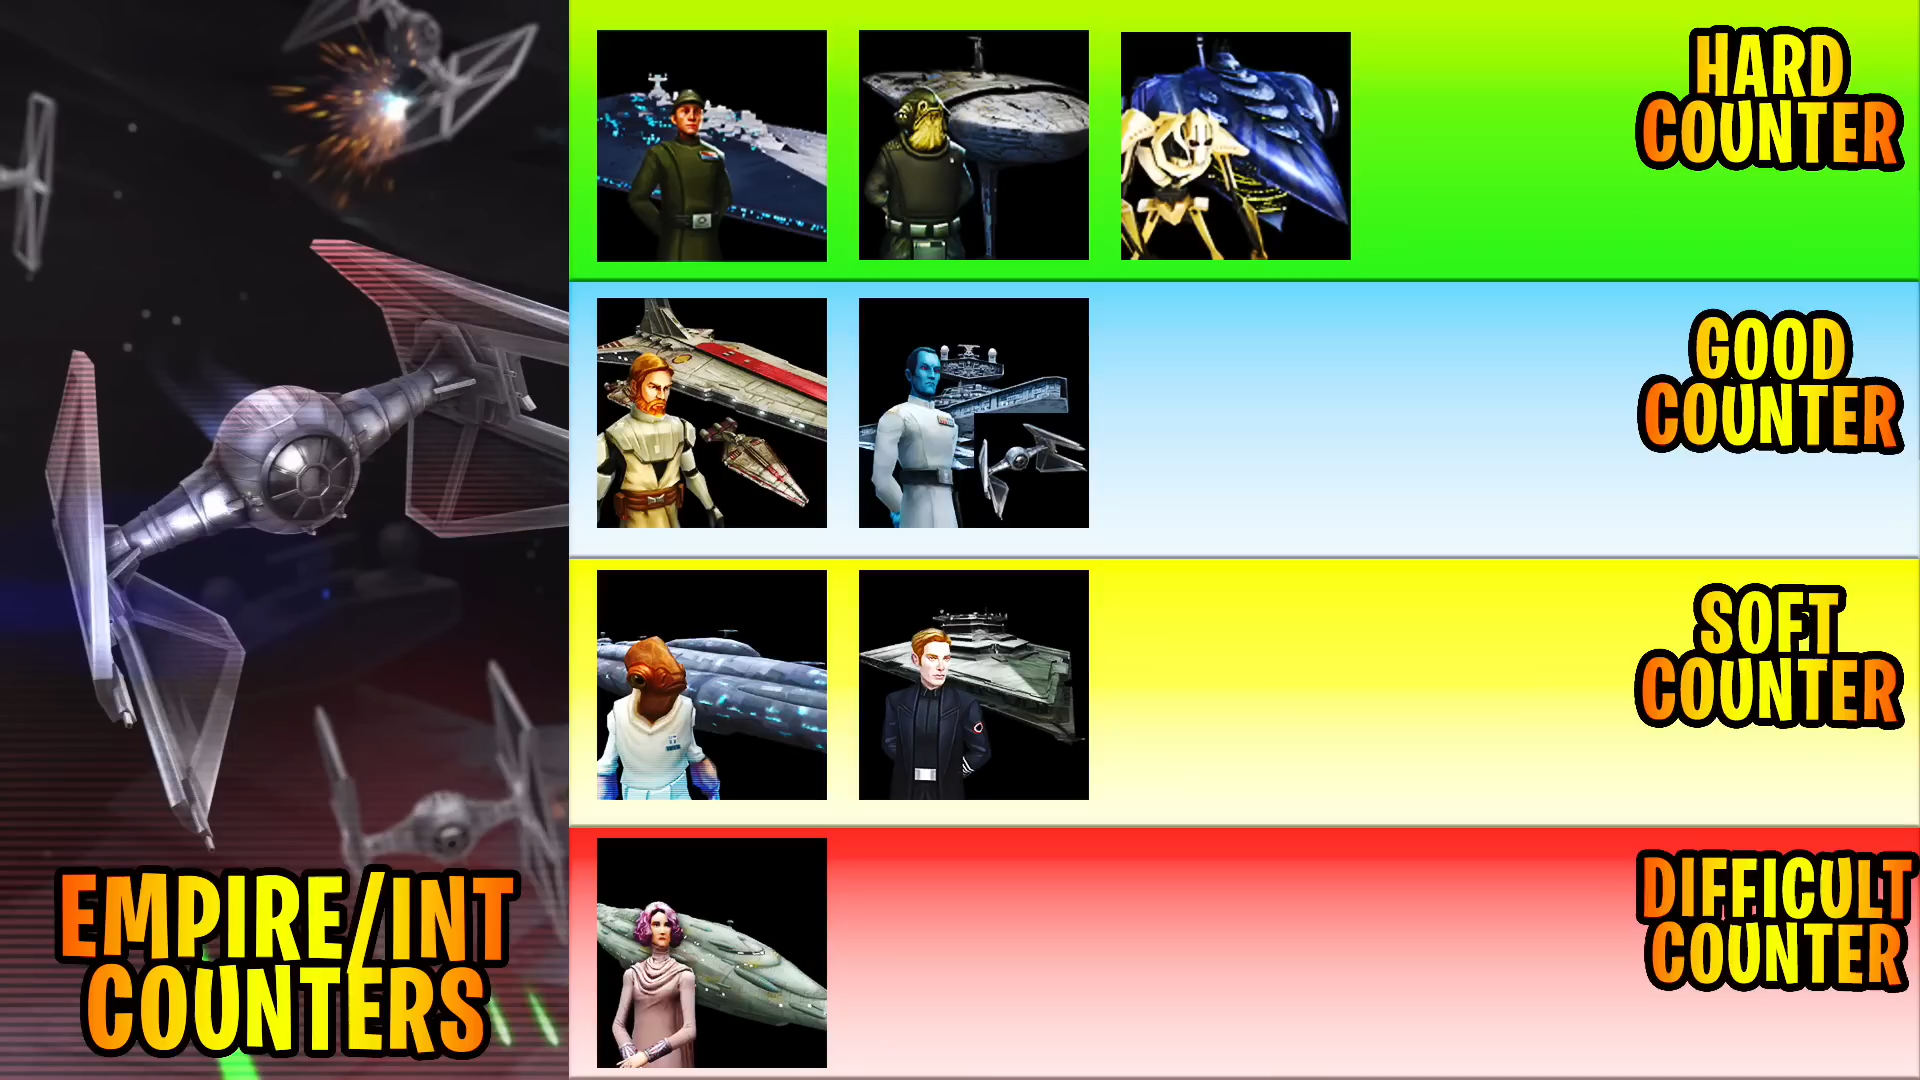 HARD
COUNTER
GOOD
COUNTER
SOFT
COUNTER
DIFFICULT
COUNTER
EMPIRE/INT
COUNTERS